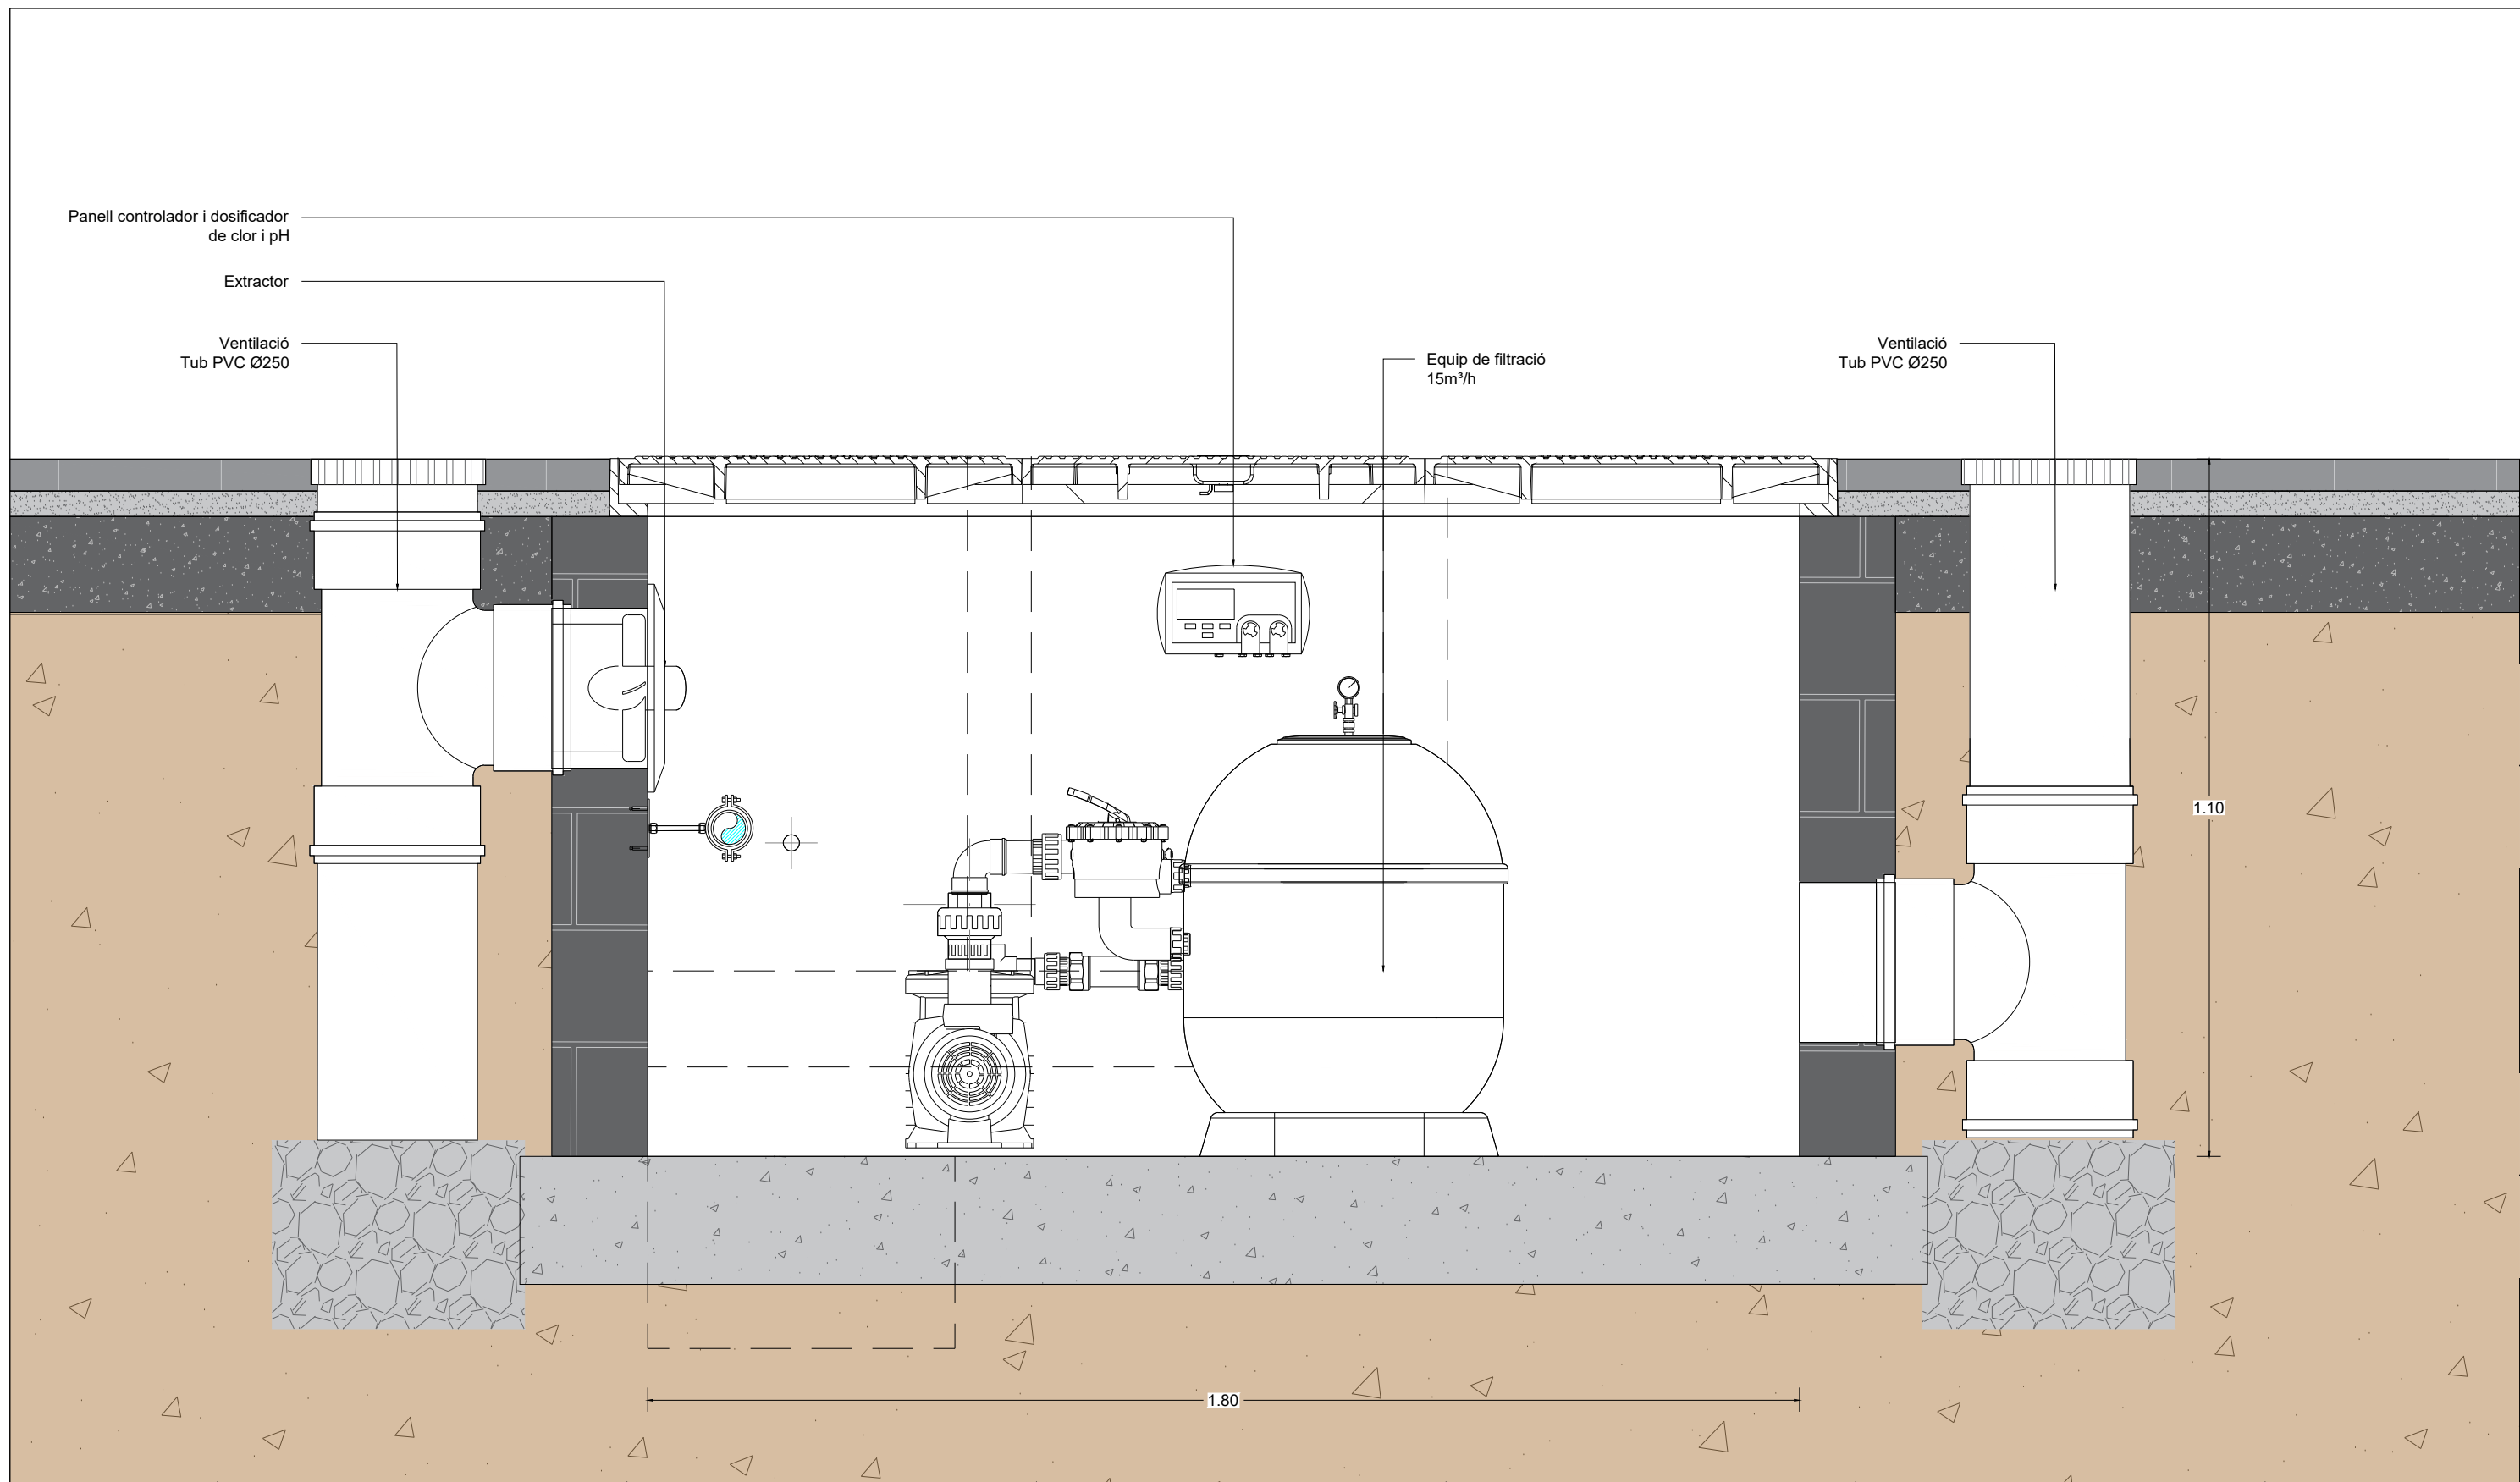 Panell controlador i dosificador
de clor i pH
Extractor
Ventilació
Tub PVC Ø250
Equip de filtració
15m³/h
Ventilació
Tub PVC Ø250
1.10
1.80